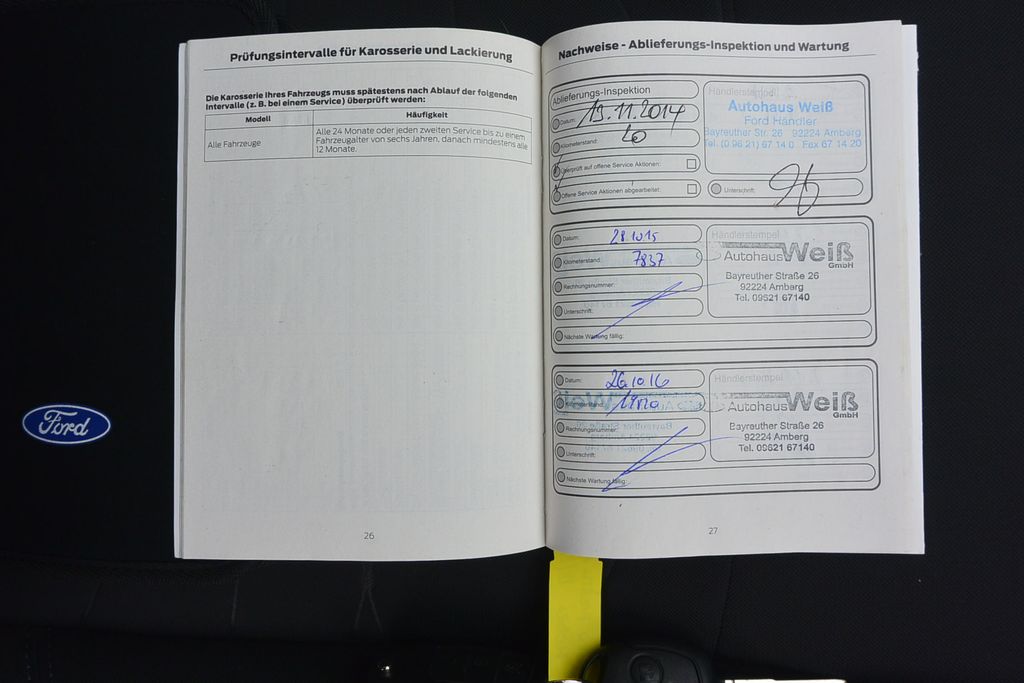 Prüfungsintervalle für Karosserie und Lackierung
Die Karosserie Ihres Fahrzeugs muss spätestens nach Ablauf der folgenden
Intervalle (z. B. bei einem Service) überprüft werden:
Modell Häufigkeit
Alle Fahrzeuge
Alle 24 Monate oder jeden zweiten Service bis zu einem
Fahrzeugalter von sechs Jahren, danach mindestens alle
12 Monate.
26
Nachweise - Ablieferungs-Inspektion und Wartung
Ablieferungs-Inspektion
Datum: 19.11.2014
Kilometerstand:
Überprüft auf offene Service Aktionen:
Offene Service Aktionen abgearbeitet:
Händlerstempel
Autohaus Weiß
Ford Händler
Bayreuther Str. 26 92224 Amberg
Tel. (0 96 21) 67 14 0 Fax 67 14 20
Unterschrift:
Datum: 28.10.15
Kilometerstand: 7837
Rechnungsnummer:
Unterschrift:
Nächste Wartung fällig:
Händlerstempel
Autohaus Weiß
GmbH
Bayreuther Straße 26
92224 Amberg
Tel. 09621 67140
Datum: 26.10.16
Kilometerstand:
Rechnungsnummer:
Unterschrift:
Nächste Wartung fällig:
Händlerstempel
Autohaus Weiß
GmbH
Bayreuther Straße 26
92224 Amberg
Tel. 09621 67140
27
Ford